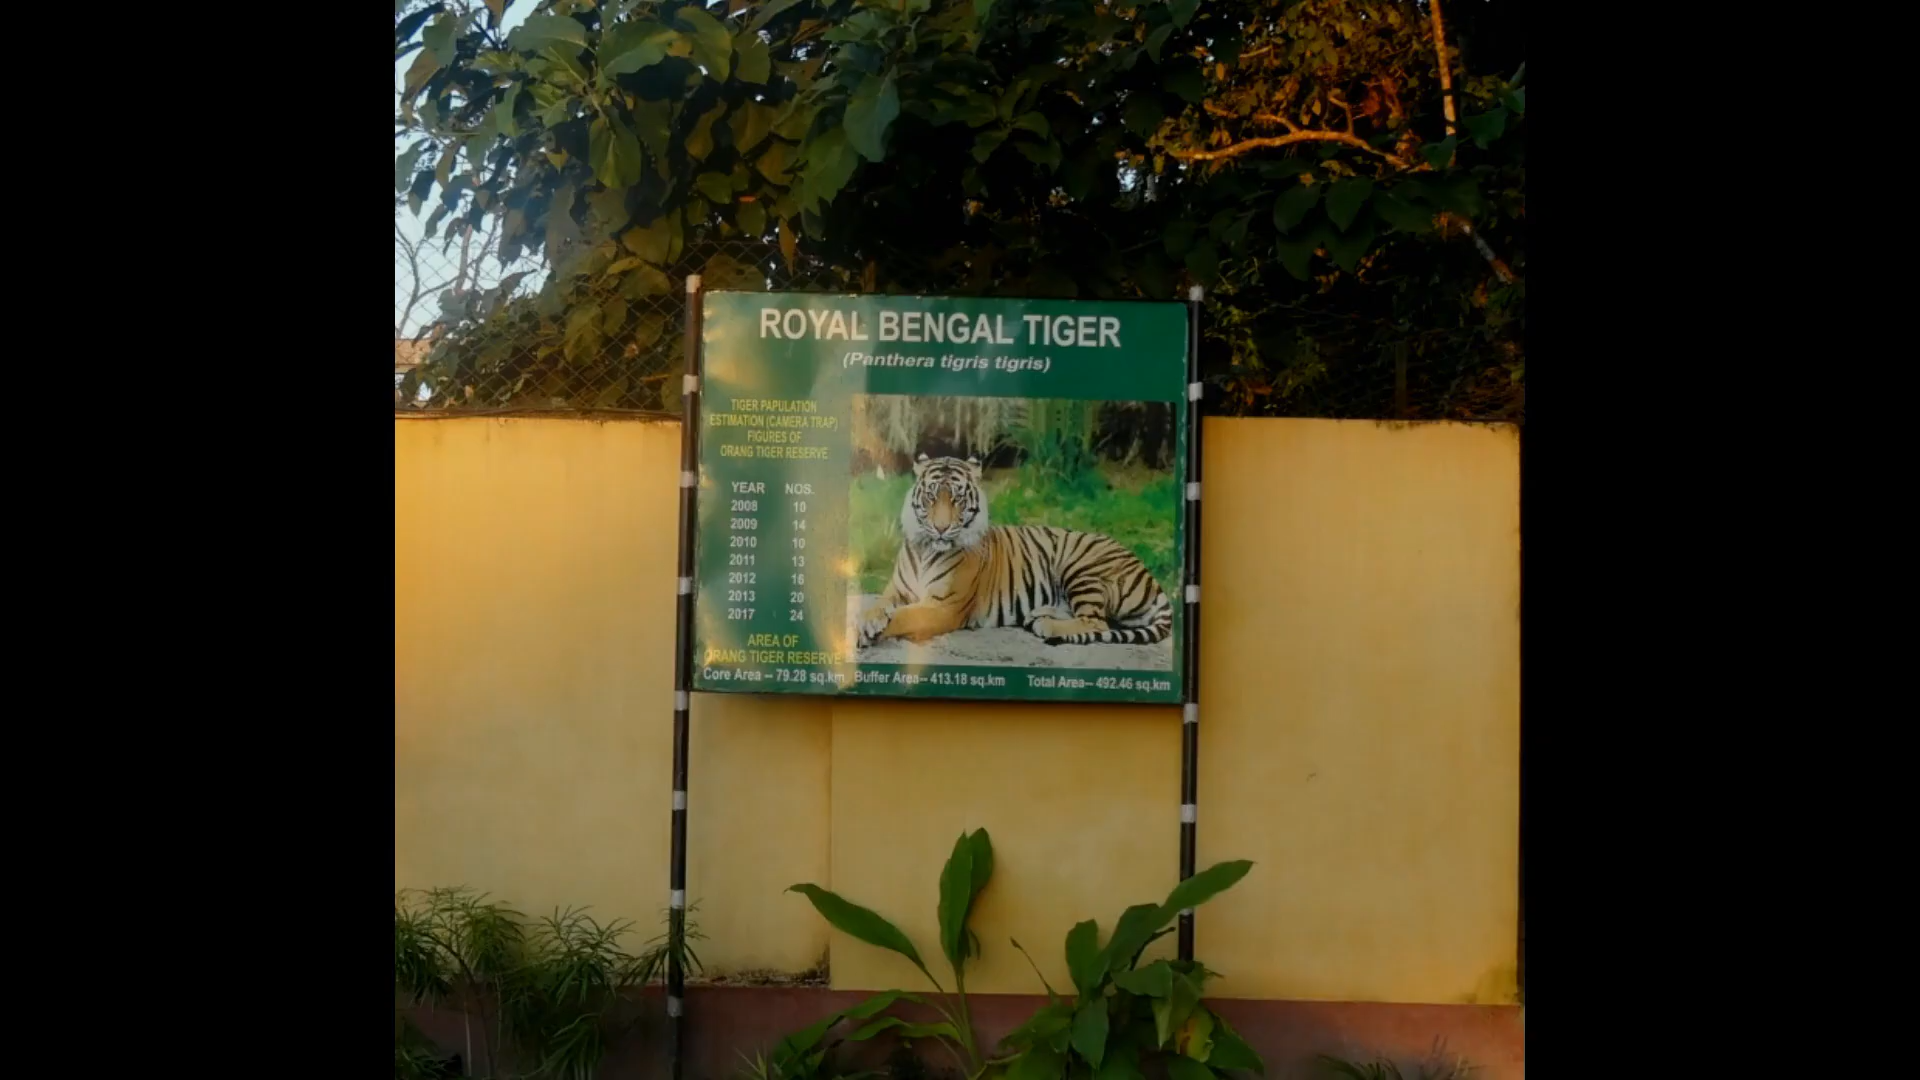 ROYAL BENGAL TIGER
(Panthera tigris tigris)
TIGER PAPULATION
ESTIMATION (CAMERA TRAP)
FIGURES OF
ORANG TIGER RESERVE
YEAR NOS.
2008 10
2009 14
2010 10
2011 13
2012 16
2013 20
2017 24
AREA OF
ORANG TIGER RESERVE
Core Area -- 79.28 sq.km Buffer Area-- 413.18 sq.km Total Area-- 492.46 sq.km